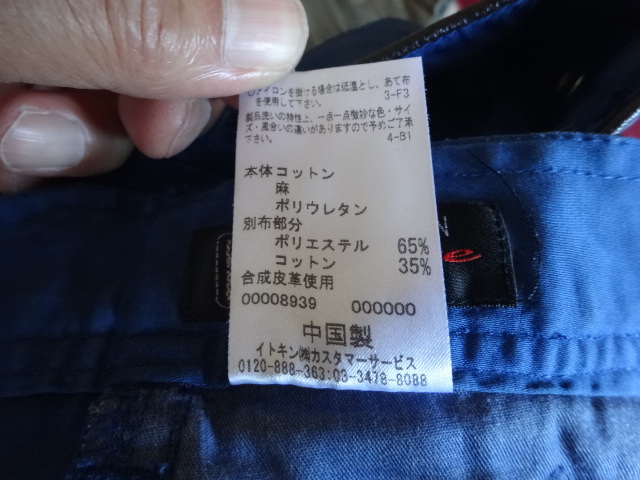 アイロンを掛ける場合は低温とし、あて布
を使用して下さい。 3-F3
製品洗いの特性上、一点一点微妙な色・サイ
ズ・風合いの違いがありますので予めご了承
下さい。 4-B1
本体コットン
麻
ポリウレタン
別布部分
ポリエステル 65%
コットン 35%
合成皮革使用
00008939 000000
中国製
イトキン㈱カスタマーサービス
0120-888-363:03-3478-8088
N